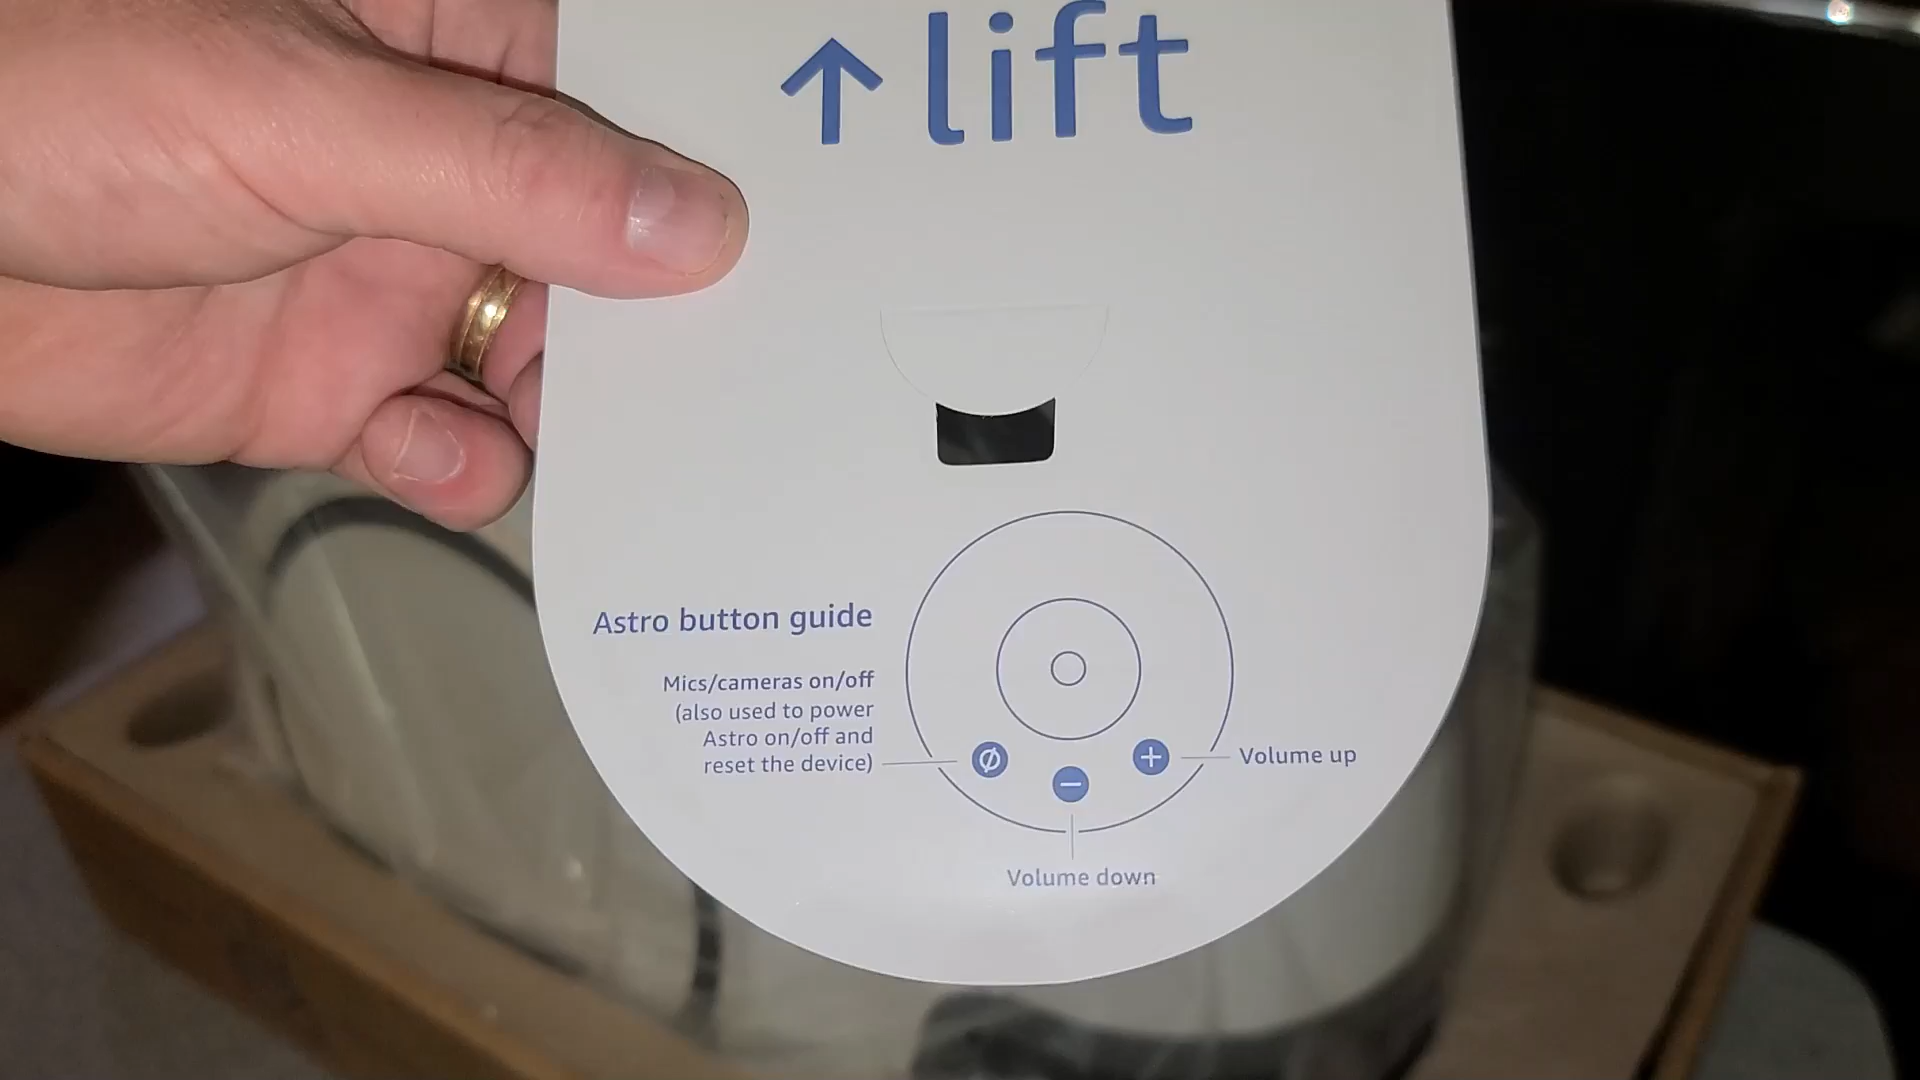 ↑ lift
Astro button guide
Mics/cameras on/off
(also used to power
Astro on/off and
reset the device)
Volume up
Volume down